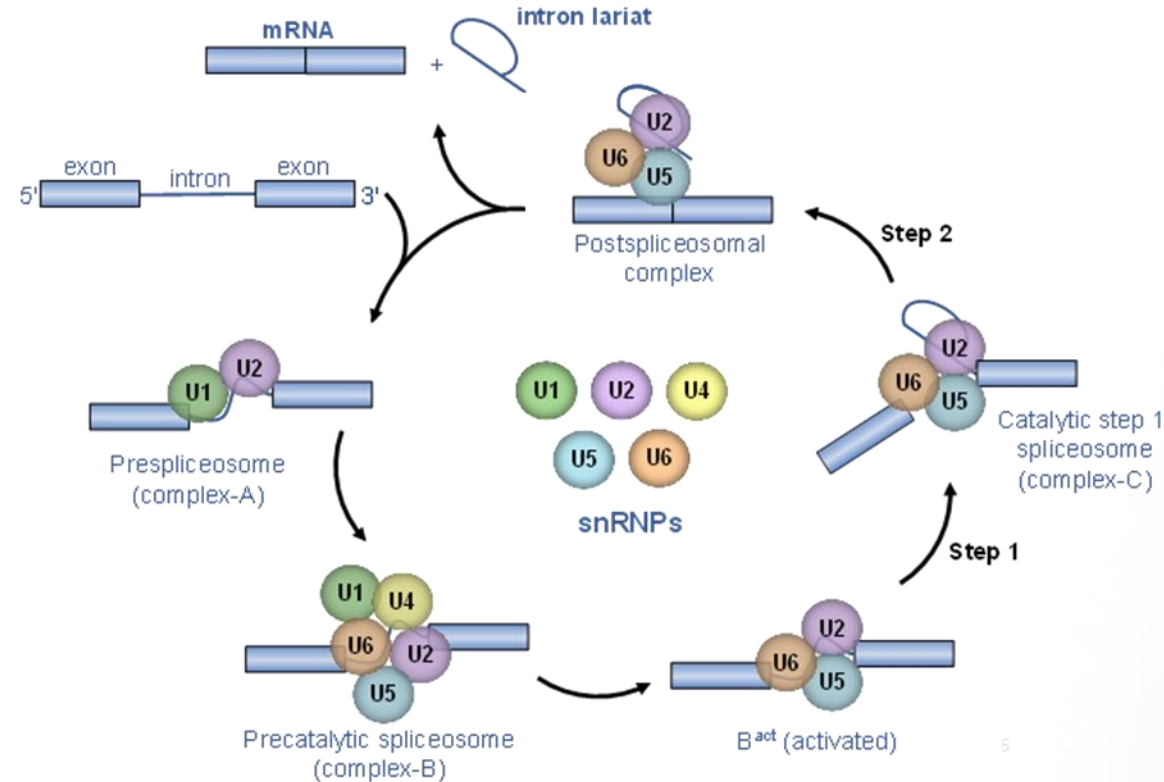 mRNA
+
intron lariat
5'
exon
intron
exon
3'
U2
U6
U5
Postspliceosomal
complex
Step 2
U1
U2
Prespliceosome
(complex-A)
U1
U2
U4
U5
U6
snRNPs
U2
U6
U5
Catalytic step 1
spliceosome
(complex-C)
Step 1
U1
U4
U6
U2
U5
Precatalytic spliceosome
(complex-B)
U2
U6
U5
Bact (activated)
5